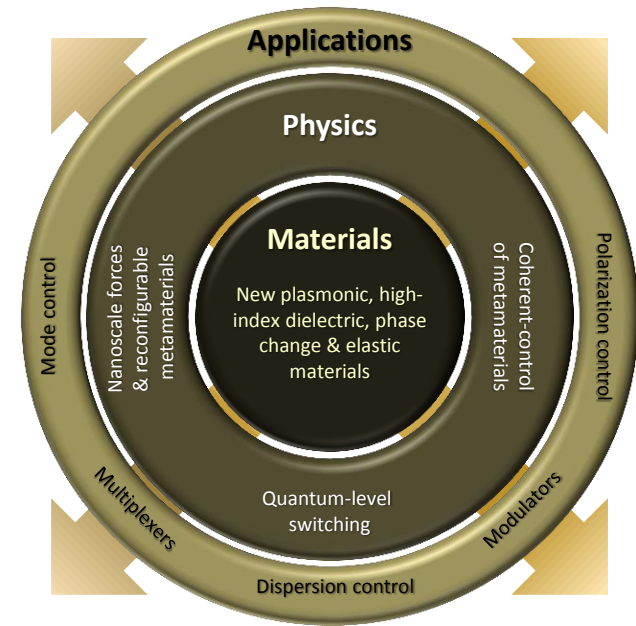 Applications
Physics
Materials
New plasmonic, high-
index dielectric, phase
change & elastic
materials
Nanoscale forces
& reconfigurable
metamaterials
Coherent-control
of metamaterials
Quantum-level
switching
Mode control
Multiplexers
Dispersion control
Modulators
Polarization control